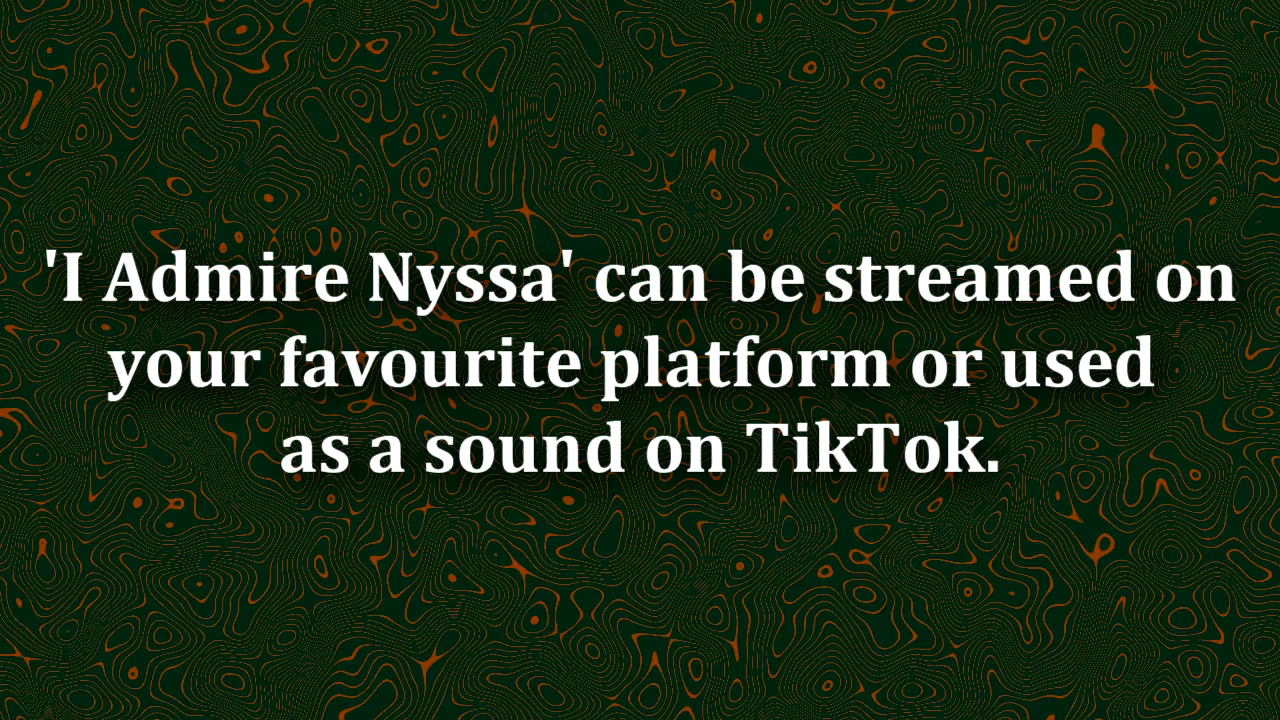 'I Admire Nyssa' can be streamed on
your favourite platform or used
as a sound on TikTok.